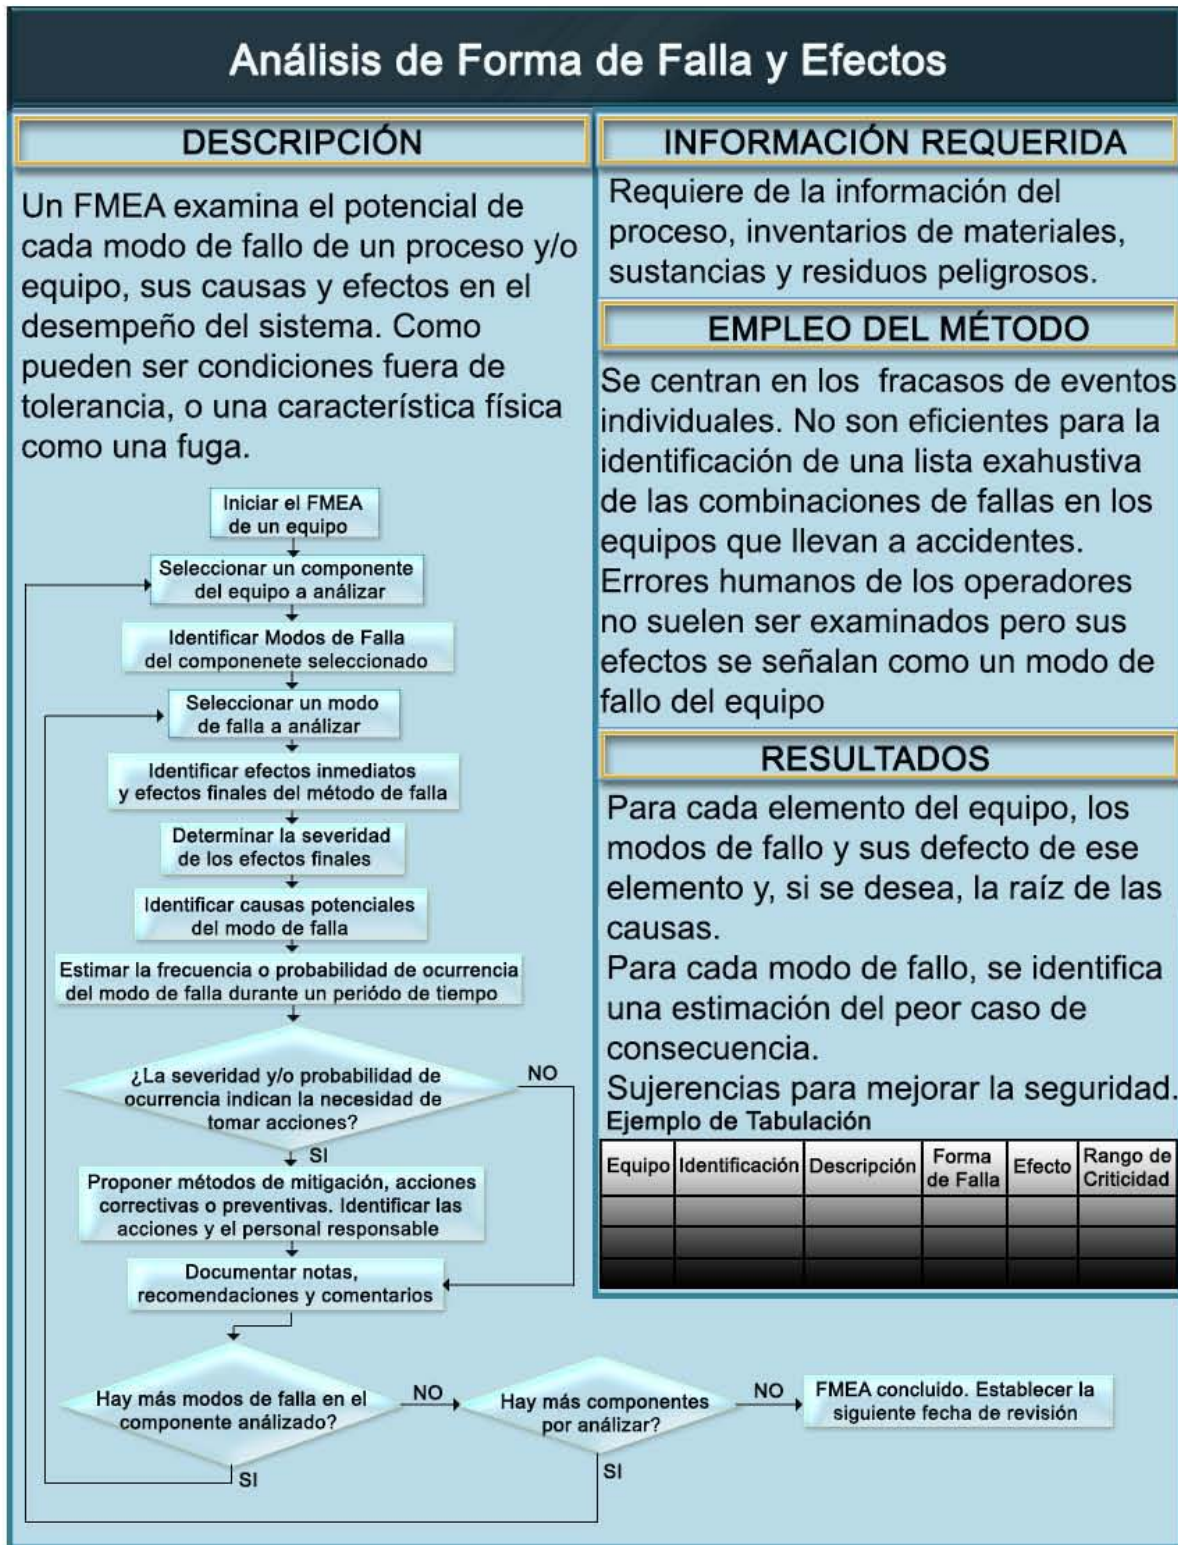 Análisis de Forma de Falla y Efectos
DESCRIPCIÓN
Un FMEA examina el potencial de
cada modo de fallo de un proceso y/o
equipo, sus causas y efectos en el
desempeño del sistema. Como
pueden ser condiciones fuera de
tolerancia, o una característica física
como una fuga.
Iniciar el FMEA
de un equipo
Seleccionar un componente
del equipo a análizar
Identificar Modos de Falla
del componenete seleccionado
Seleccionar un modo
de falla a análizar
Identificar efectos inmediatos
y efectos finales del método de falla
Determinar la severidad
de los efectos finales
Identificar causas potenciales
del modo de falla
Estimar la frecuencia o probabilidad de ocurrencia
del modo de falla durante un periódo de tiempo
¿La severidad y/o probabilidad de
ocurrencia indican la necesidad de
tomar acciones?
NO
SI
Proponer métodos de mitigación, acciones
correctivas o preventivas. Identificar las
acciones y el personal responsable
Documentar notas,
recomendaciones y comentarios
Hay más modos de falla en el
componente análizado?
NO
SI
Hay más componentes
por análizar?
NO
SI
FMEA concluido. Establecer la
siguiente fecha de revisión
INFORMACIÓN REQUERIDA
Requiere de la información del
proceso, inventarios de materiales,
sustancias y residuos peligrosos.
EMPLEO DEL MÉTODO
Se centran en los fracasos de eventos
individuales. No son eficientes para la
identificación de una lista exahustiva
de las combinaciones de fallas en los
equipos que llevan a accidentes.
Errores humanos de los operadores
no suelen ser examinados pero sus
efectos se señalan como un modo de
fallo del equipo
RESULTADOS
Para cada elemento del equipo, los
modos de fallo y sus defecto de ese
elemento y, si se desea, la raíz de las
causas.
Para cada modo de fallo, se identifica
una estimación del peor caso de
consecuencia.
Sujerencias para mejorar la seguridad.
Ejemplo de Tabulación
Equipo Identificación Descripción Forma de Falla Efecto Rango de Criticidad